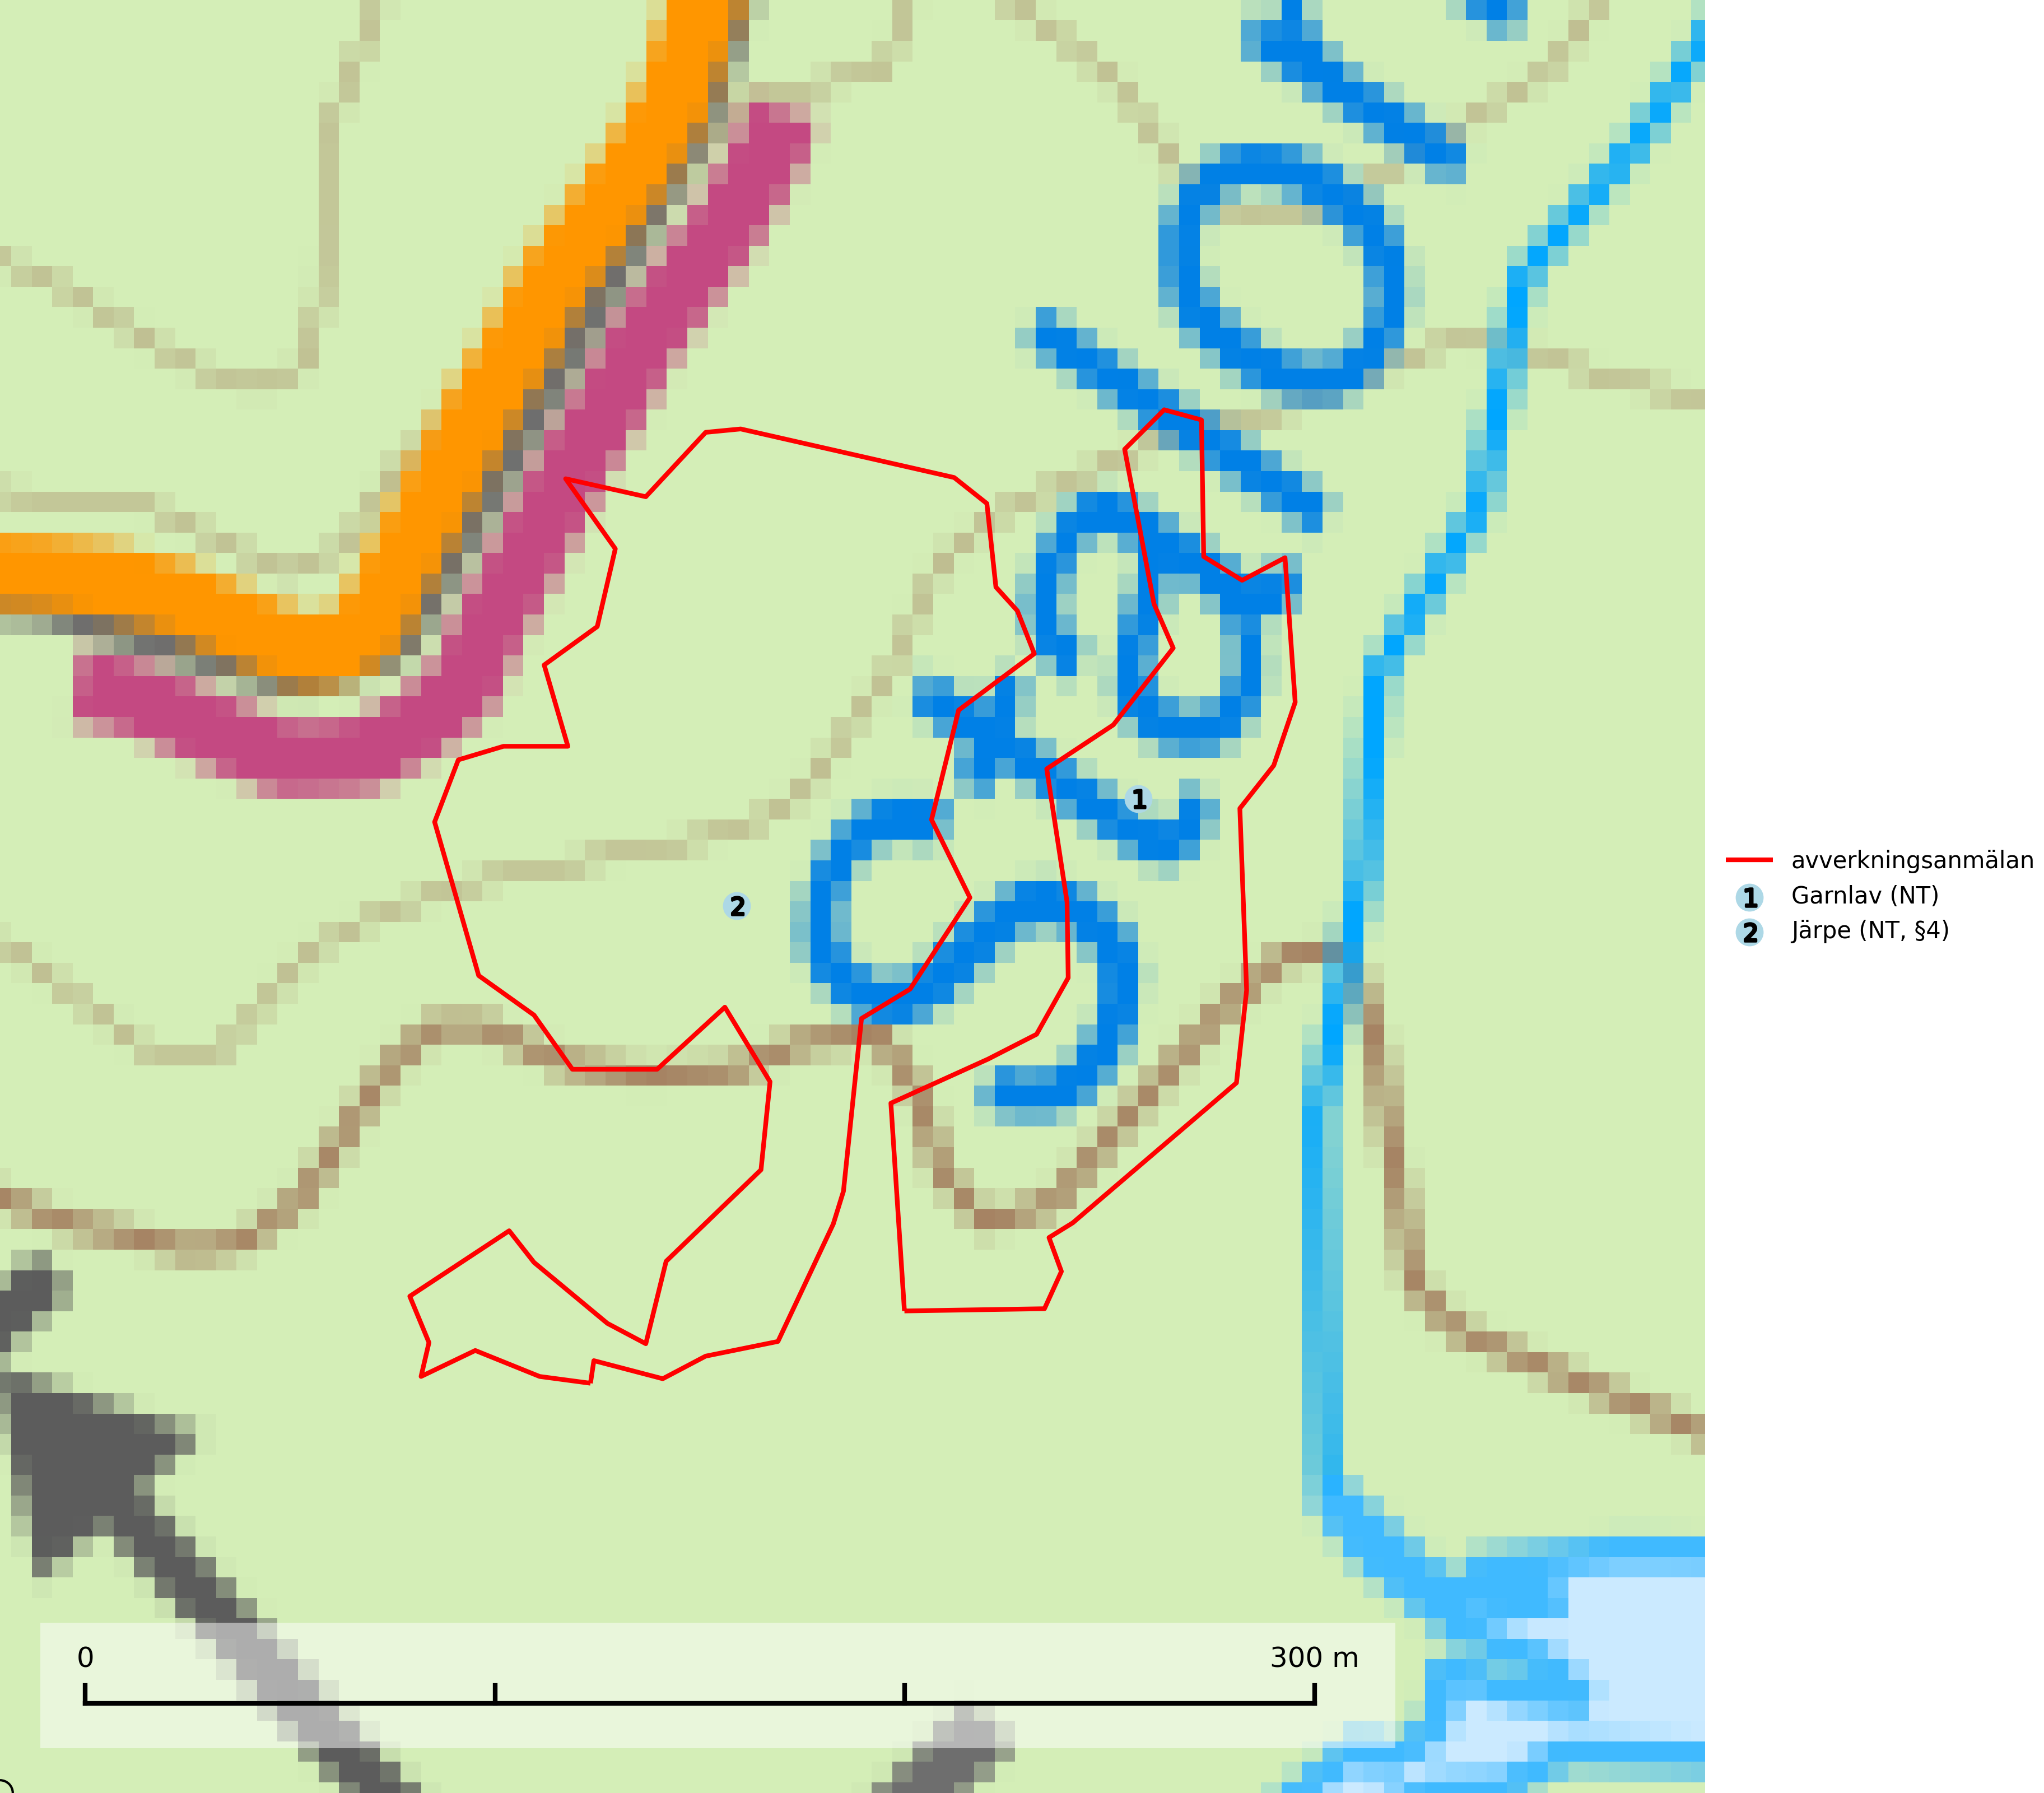 1
2
avverkningsanmälan
1 Garnlav (NT)
2 Järpe (NT, §4)
0 300 m